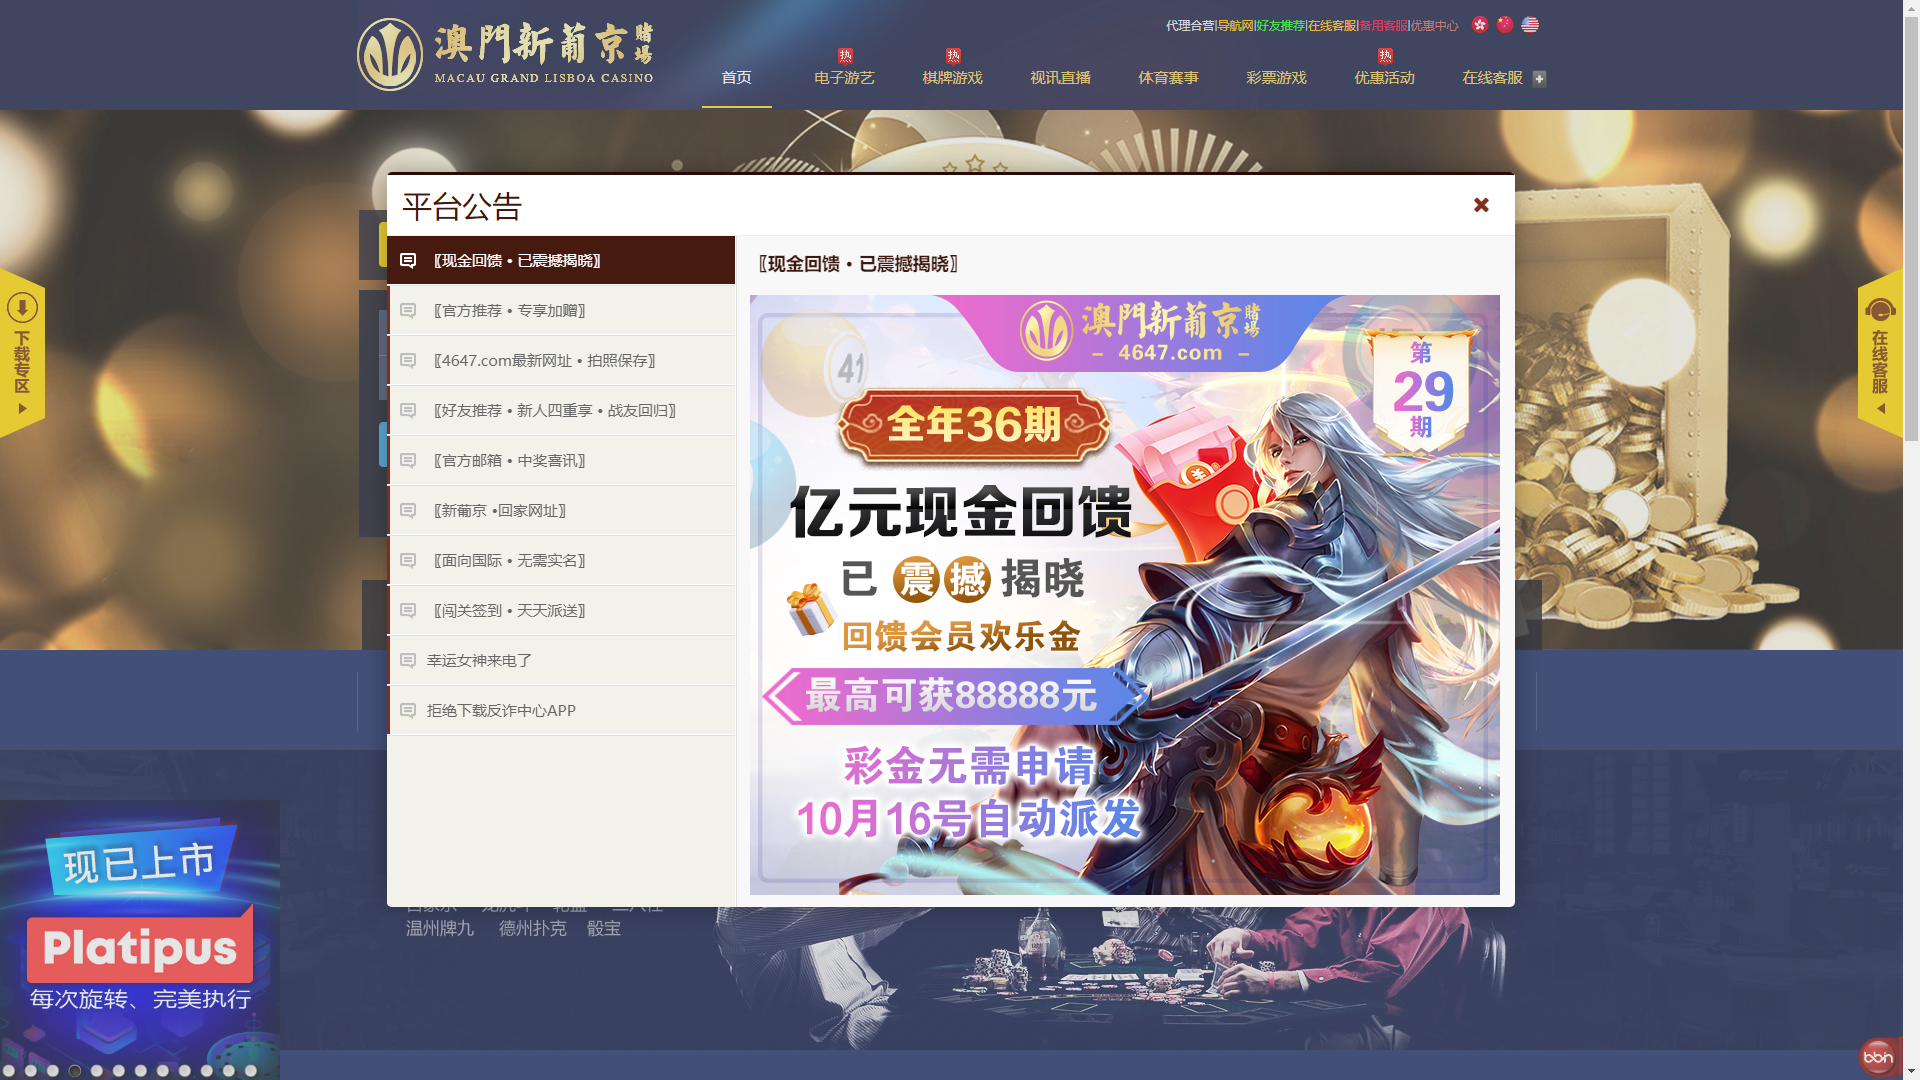 澳門新葡京賭場
MACAU GRAND LISBOA CASINO
代理合营|导航网|好友推荐|在线客服|备用客服|优惠中心
首页
热
电子游艺
热
棋牌游戏
视讯直播
体育赛事
彩票游戏
热
优惠活动
在线客服
下载专区
在线客服
平台公告
〖现金回馈 • 已震撼揭晓〗
〖官方推荐 • 专享加赠〗
〖4647.com最新网址 • 拍照保存〗
〖好友推荐 • 新人四重享 • 战友回归〗
〖官方邮箱 • 中奖喜讯〗
〖新葡京 •回家网址〗
〖面向国际 • 无需实名〗
〖闯关签到 • 天天派送〗
幸运女神来电了
拒绝下载反诈中心APP
〖现金回馈 • 已震撼揭晓〗
澳門新葡京賭場
– 4647.com –
41
第
29
期
全年36期
亿元现金回馈
已震撼揭晓
回馈会员欢乐金
最高可获88888元
彩金无需申请
10月16号自动派发
温州牌九 德州扑克 骰宝
现已上市
Platipus
每次旋转、完美执行
bbin